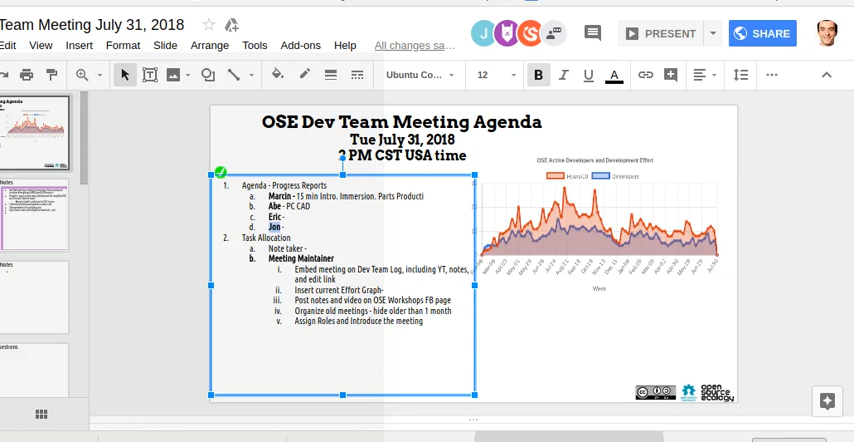 Team Meeting July 31, 2018
Edit View Insert Format Slide Arrange Tools Add-ons Help All changes sa…
J
PRESENT
SHARE
Ubuntu Co… 12 B I U A
OSE Dev Team Meeting Agenda
Tue July 31, 2018
2 PM CST USA time
1. Agenda - Progress Reports
a. Marcin - 15 min Intro. Immersion. Parts Producti
b. Abe - PC CAD
c. Eric -
d. Jon -
2. Task Allocation
a. Note taker -
b. Meeting Maintainer
i. Embed meeting on Dev Team Log, including YT, notes,
and edit link
ii. Insert current Effort Graph-
iii. Post notes and video on OSE Workshops FB page
iv. Organize old meetings - hide older than 1 month
v. Assign Roles and Introduce the meeting
OSE Active Developers and Development Effort
Hours/10 Developers
Week
open
source
ecology
Notes
Notes